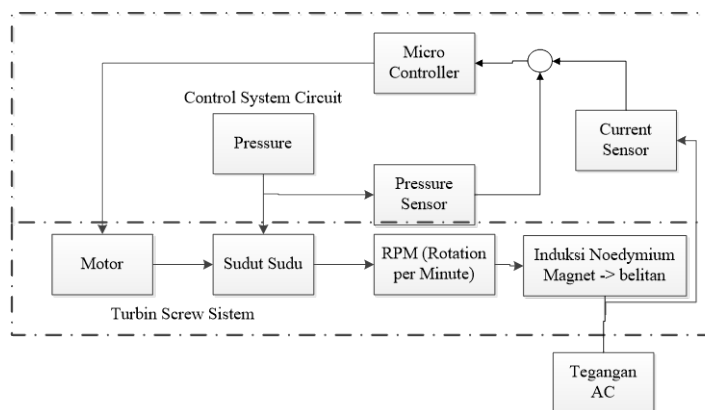 Micro
Controller
Control System Circuit
Pressure
Current
Sensor
Pressure
Sensor
Motor
Sudut Sudu
RPM (Rotation
per Minute)
Induksi Noedymium
Magnet -> belitan
Turbin Screw Sistem
Tegangan
AC